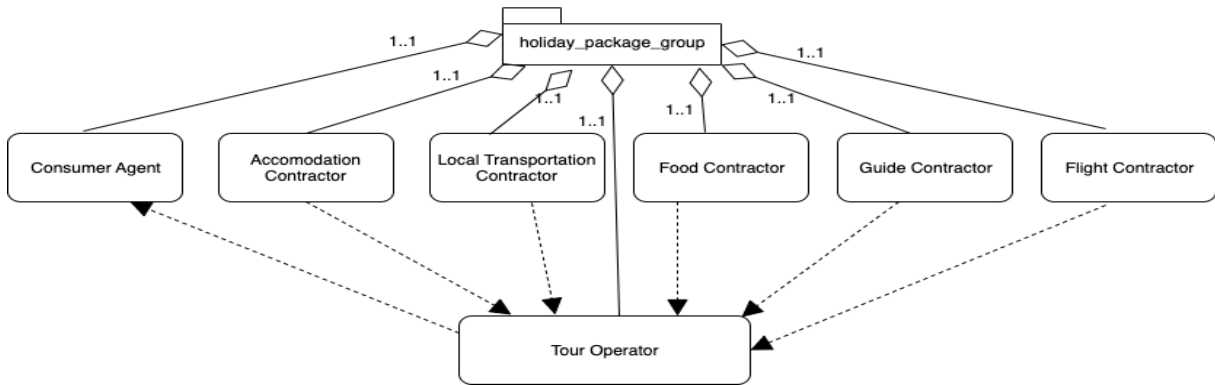 holiday_package_group
1..1
1..1
1..1
1..1
1..1
1..1
1..1
Consumer Agent
Accomodation
Contractor
Local Transportation
Contractor
Food Contractor
Guide Contractor
Flight Contractor
Tour Operator